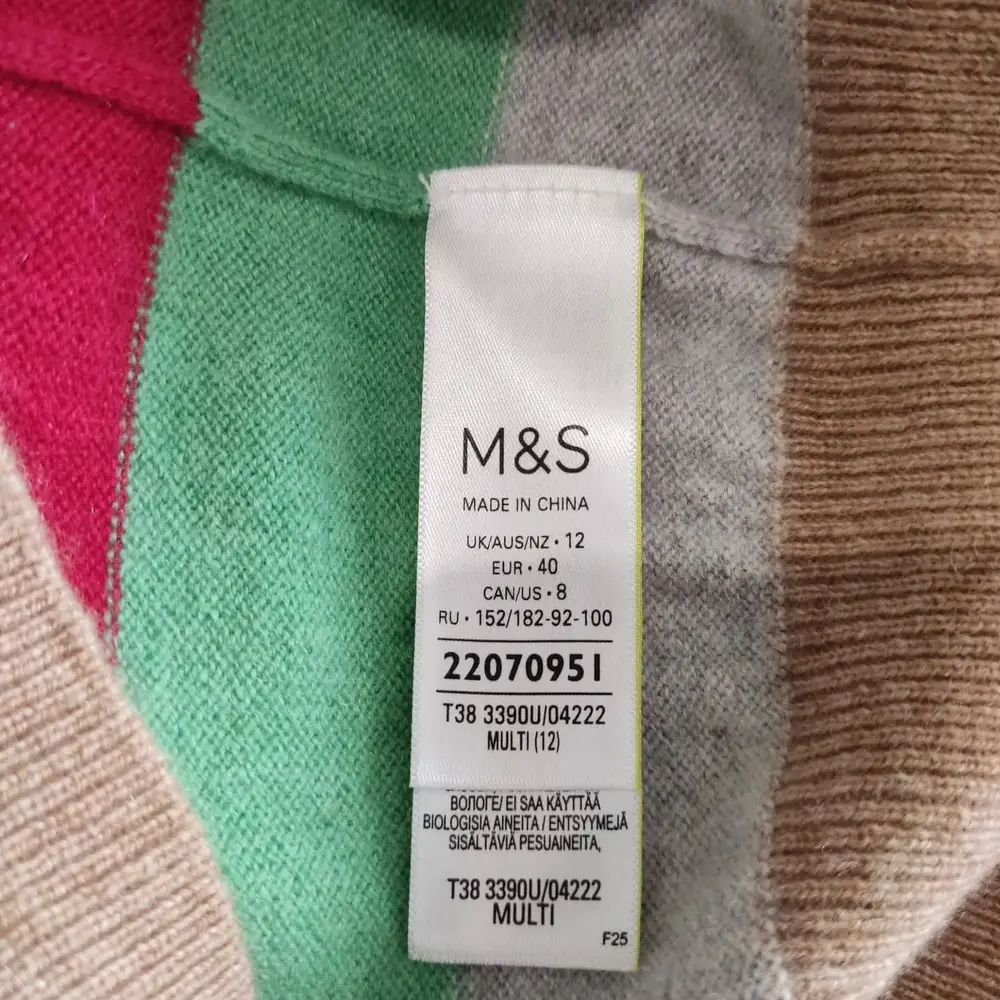 M&S
MADE IN CHINA
UK/AUS/NZ • 12
EUR • 40
CAN/US • 8
RU • 152/182-92-100
22070951
T38 3390U/04222
MULTI (12)
ВОЛОГЕ/ EI SAA KÄYTTÄÄ
BIOLOGISIA AINEITA / ENTSYYMEJÄ
SISÄLTÄVIÄ PESUAINEITA,
T38 3390U/04222
MULTI
F25